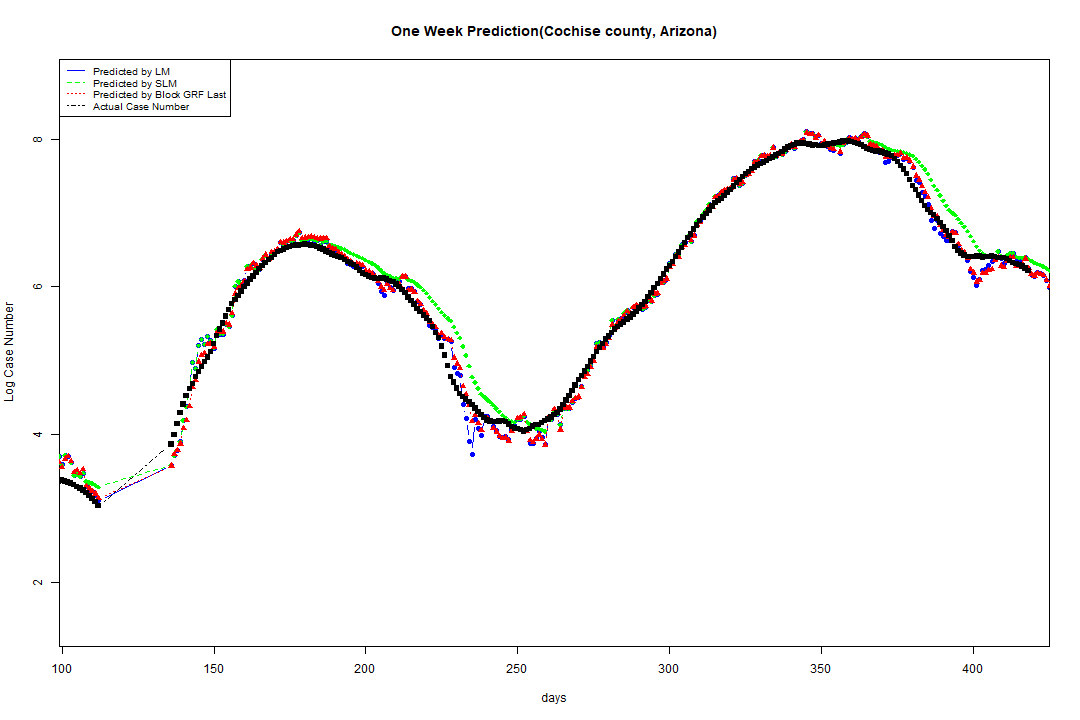 One Week Prediction(Cochise county, Arizona)
Predicted by LM
Predicted by SLM
Predicted by Block GRF Last
Actual Case Number
8
6
4
2
Log Case Number
100 150 200 250 300 350 400
days